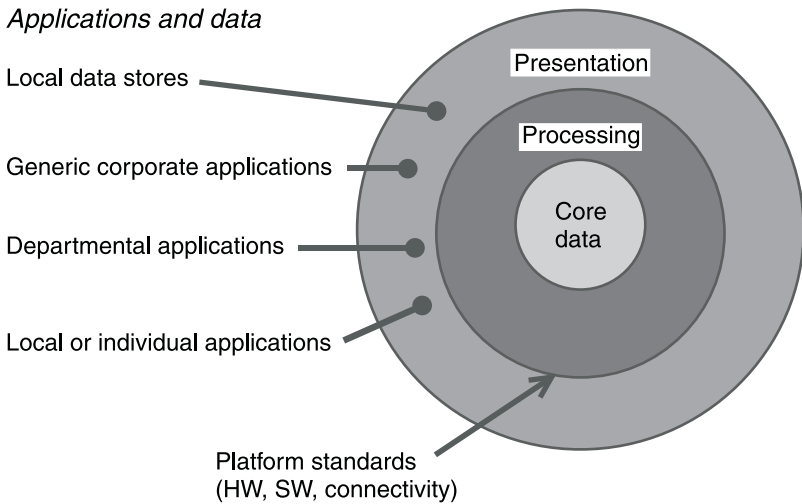 Applications and data
Local data stores
Presentation
Processing
Generic corporate applications
Core
data
Departmental applications
Local or individual applications
Platform standards
(HW, SW, connectivity)